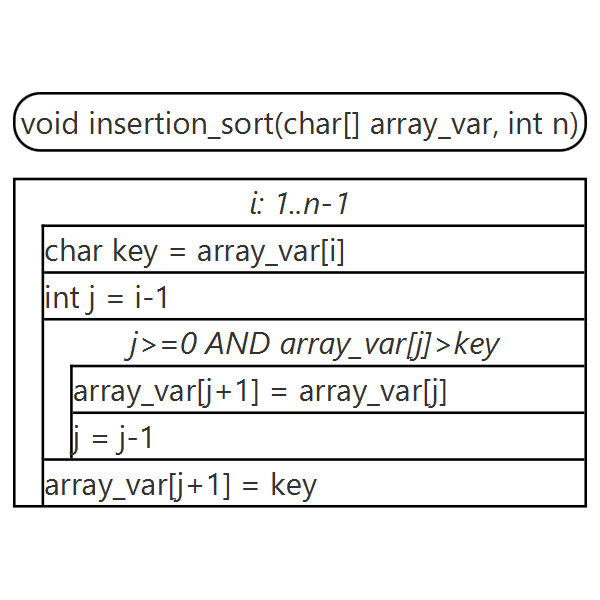 void insertion_sort(char[] array_var, int n)
i: 1..n-1
char key = array_var[i]
int j = i-1
j>=0 AND array_var[j]>key
array_var[j+1] = array_var[j]
j = j-1
array_var[j+1] = key